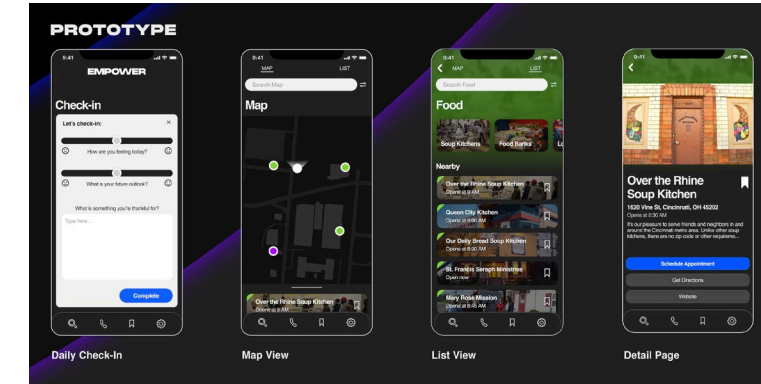 PROTOTYPE
9:41
EMPOWER
Check-in
Let's check-in:
×
How are you feeling today?
What is your future outlook?
What is something you're thankful for?
Type here...
Complete
Daily Check-In
9:41
MAP LIST
Search Map
Map
Over the Rhine Soup Kitchen
Opens at 9 AM
Map View
9:41
MAP LIST
Search Food
Food
Soup Kitchens Food Banks
Nearby
Over the Rhine Soup Kitchen
Opens at 8:30 AM
Queen City Kitchen
Opens at 9:00 AM
Our Deily Bread Soup Kitchen
Opens at 8:00 AM
St. Francis Seraph Ministries
Open now
Mary Rose Mission
Opens at 8:45 AM
List View
9:41
Over the Rhine
Soup Kitchen
1620 Vine St, Cincinnati, OH 45202
Opens at 8:30 AM
It's our pleasure to serve friends and neighbors in and
around the Cincinnati metro area. Unlike other soup
kitchens, there are no zip code or other requireme...
Schedule Appointment
Get Directions
Website
Detail Page